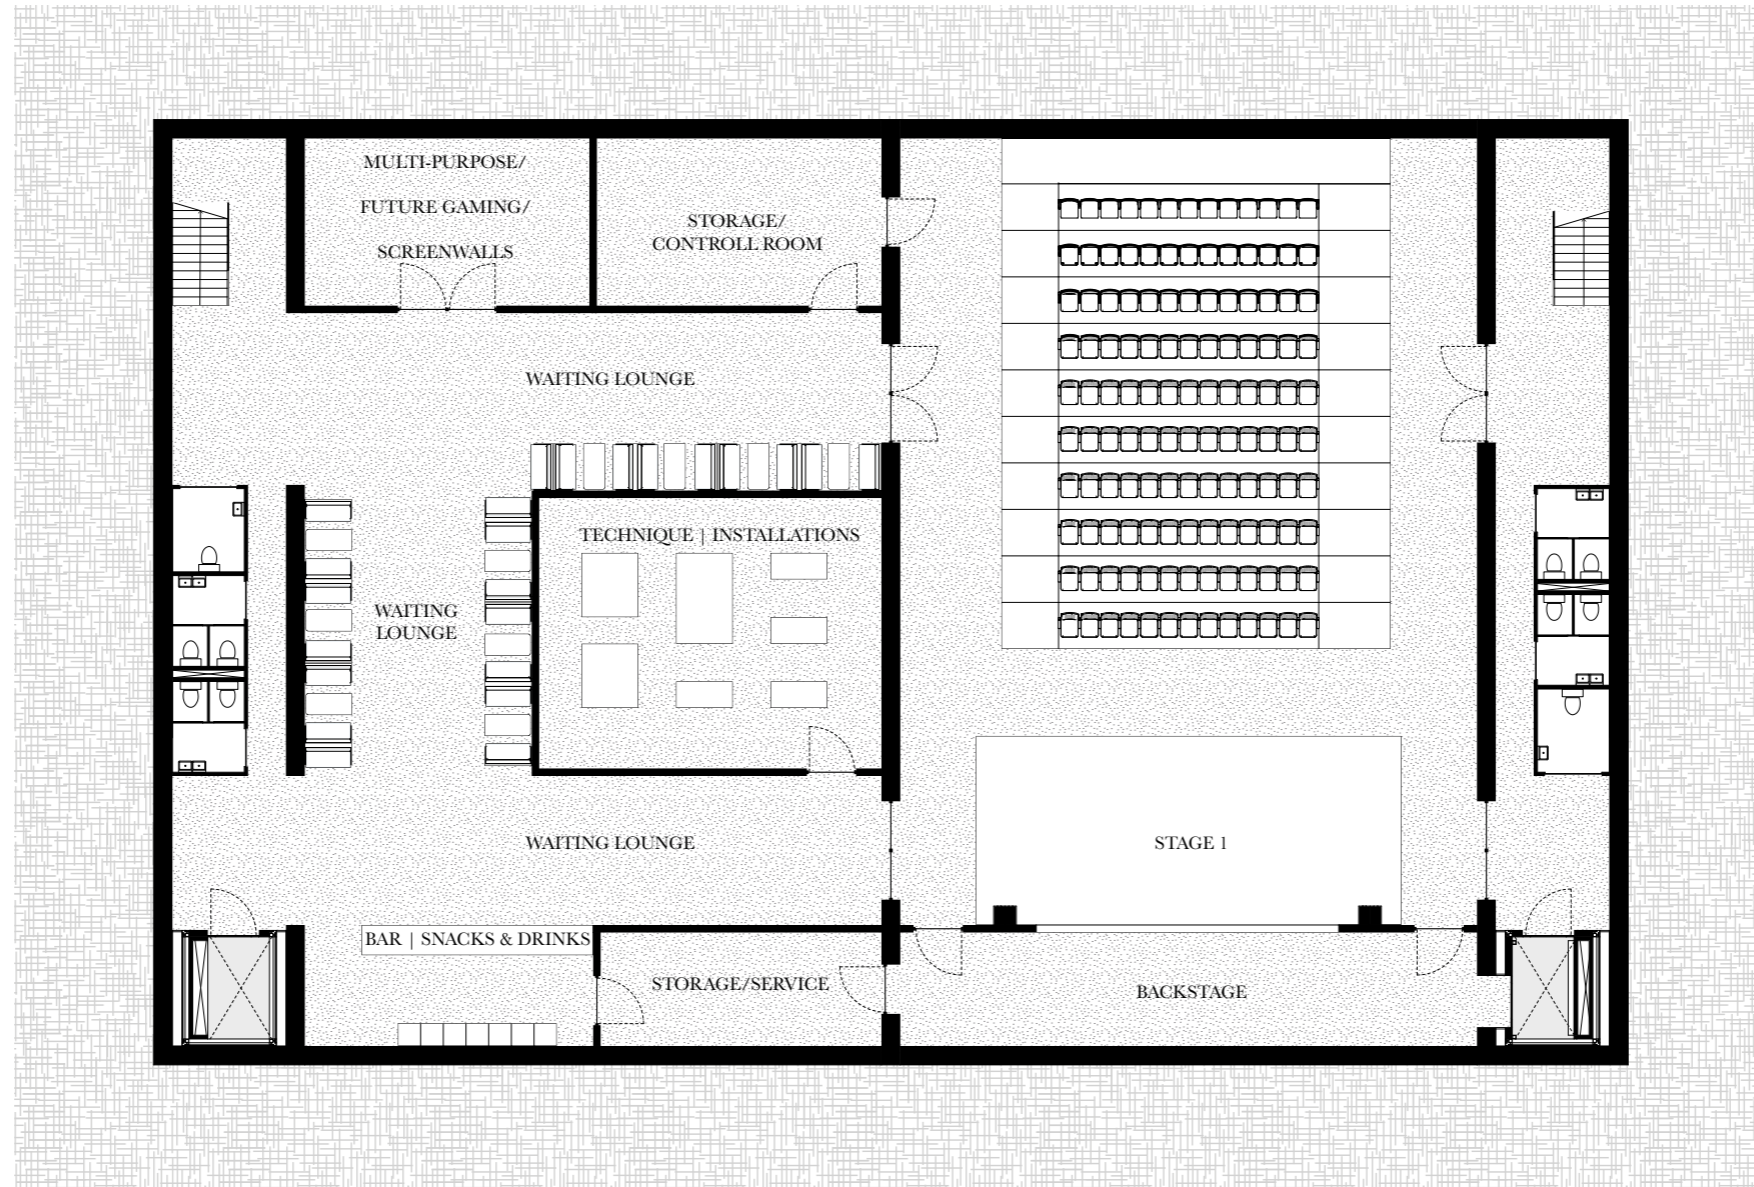 MULTI-PURPOSE/
FUTURE GAMING/
SCREENWALLS
STORAGE/
CONTROLL ROOM
WAITING LOUNGE
TECHNIQUE | INSTALLATIONS
WAITING
LOUNGE
WAITING LOUNGE
STAGE 1
BAR | SNACKS & DRINKS
STORAGE/SERVICE
BACKSTAGE